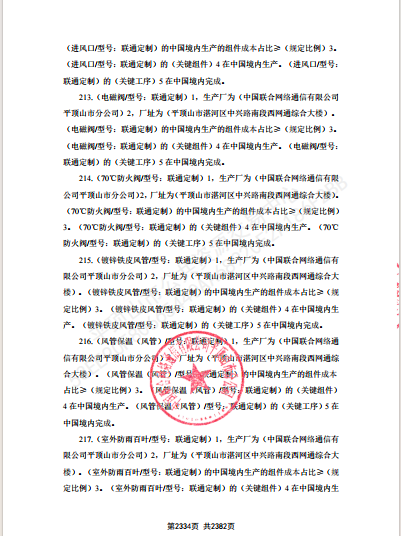 （进风口/型号：联通定制）的中国境内生产的组件成本占比≥（规定比例）3。
（进风口/型号：联通定制）的（关键组件）4在中国境内生产。（进风口/型号：
联通定制）的（关键工序）5在中国境内完成。
213.（电磁阀/型号：联通定制）1，生产厂为（中国联合网络通信有限公司
平顶山市分公司）2，厂址为（平顶山市湛河区中兴路南段西网通综合大楼）。
（电磁阀/型号：联通定制）的中国境内生产的组件成本占比≥（规定比例）3。
（电磁阀/型号：联通定制）的（关键组件）4在中国境内生产。（电磁阀/型号：
联通定制）的（关键工序）5在中国境内完成。
214.（70℃防火阀/型号：联通定制）1，生产厂为（中国联合网络通信有限
公司平顶山市分公司）2，厂址为（平顶山市湛河区中兴路南段西网通综合大楼）。
（70℃防火阀/型号：联通定制）的中国境内生产的组件成本占比≥（规定比例）
3。（70℃防火阀/型号：联通定制）的（关键组件）4在中国境内生产。（70℃
防火阀/型号：联通定制）的（关键工序）5在中国境内完成。
215.（镀锌铁皮风管/型号：联通定制）1，生产厂为（中国联合网络通信有
限公司平顶山市分公司）2，厂址为（平顶山市湛河区中兴路南段西网通综合大
楼）。（镀锌铁皮风管/型号：联通定制）的中国境内生产的组件成本占比≥（规
定比例）3。（镀锌铁皮风管/型号：联通定制）的（关键组件）4在中国境内生
产。（镀锌铁皮风管/型号：联通定制）的（关键工序）5在中国境内完成。
216.（风管保温（风管）/型号：联通定制）1，生产厂为（中国联合网络通
信有限公司平顶山市分公司）2，厂址为（平顶山市湛河区中兴路南段西网通综合
大楼）。（风管保温（风管）/型号：联通定制）的中国境内生产的组件成本
占比≥（规定比例）3。（风管保温（风管）/型号：联通定制）的（关键组件）
4在中国境内生产。（风管保温（风管）/型号：联通定制）的（关键工序）5在
中国境内完成。
217.（室外防雨百叶/型号：联通定制）1，生产厂为（中国联合网络通信有
限公司平顶山市分公司）2，厂址为（平顶山市湛河区中兴路南段西网通综合大
楼）。（室外防雨百叶/型号：联通定制）的中国境内生产的组件成本占比≥（规
定比例）3。（室外防雨百叶/型号：联通定制）的（关键组件）4在中国境内生
第2334页 共2382页